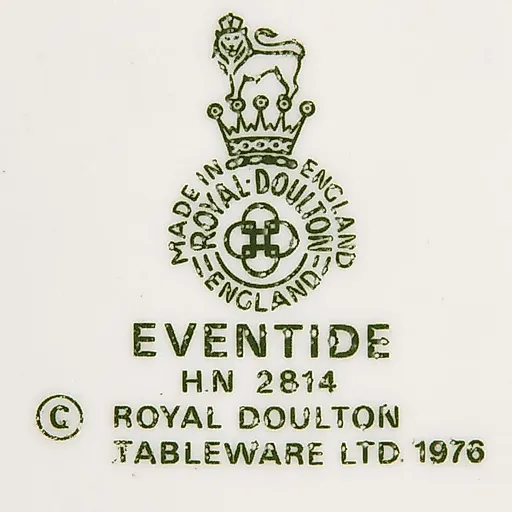 MADE IN ENGLAND
ROYAL·DOULTON
ENGLAND
EVENTIDE
H.N 2814
© ROYAL DOULTON
TABLEWARE LTD. 1976